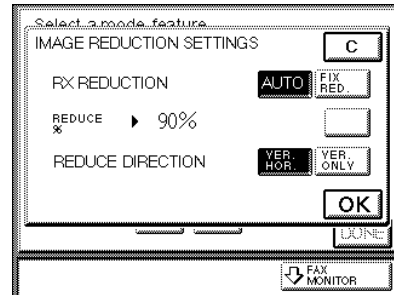 Select a mode feature
IMAGE REDUCTION SETTINGS C
RX REDUCTION AUTO FIX RED.
REDUCE % ▶ 90%
REDUCE DIRECTION VER. HOR. VER. ONLY
OK
DONE
FAX MONITOR